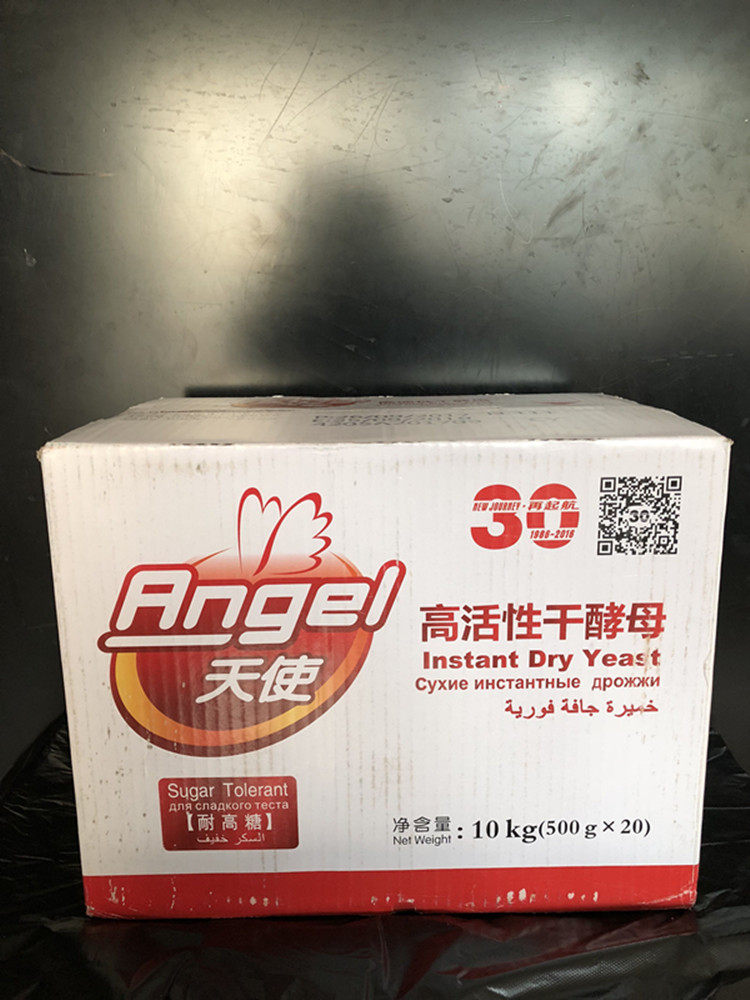 NEW JOURNEY · 再起航
30
1986-2016
30
Angel
天使
高活性干酵母
Instant Dry Yeast
Сухие инстантные дрожжи
خميرة جافة فورية
Sugar Tolerant
для сладкого теста
【耐高糖】
السكر خفيف
净含量
Net Weight : 10 kg(500 g × 20)